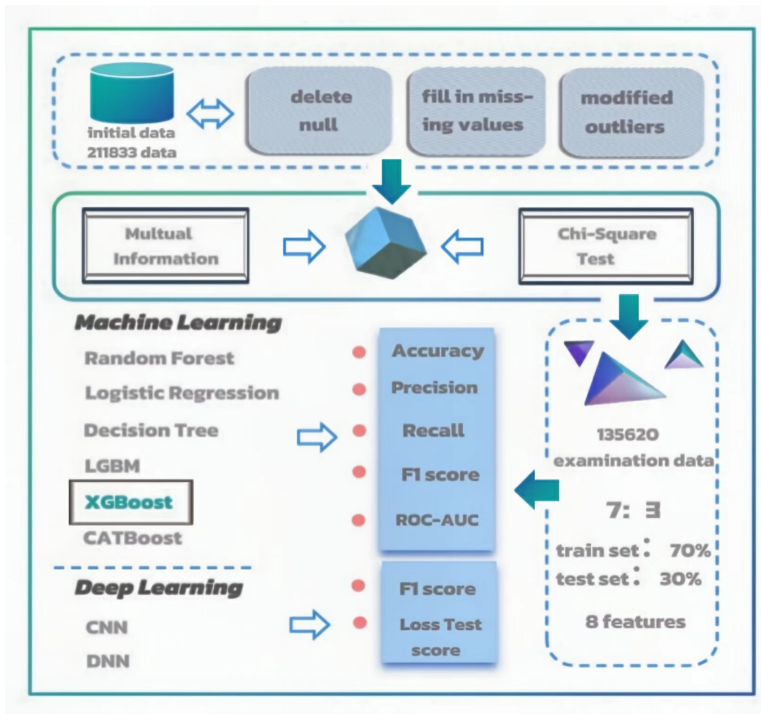 initial data
211833 data
delete
null
fill in miss-
ing values
modified
outliers
Multual
Information
Chi-Square
Test
Machine Learning
Random Forest
Logistic Regression
Decision Tree
LGBM
XGBoost
CATBoost
Accuracy
Precision
Recall
F1 score
ROC-AUC
Deep Learning
CNN
DNN
F1 score
Loss Test
score
135620
examination data
7: 3
train set: 70%
test set: 30%
8 features